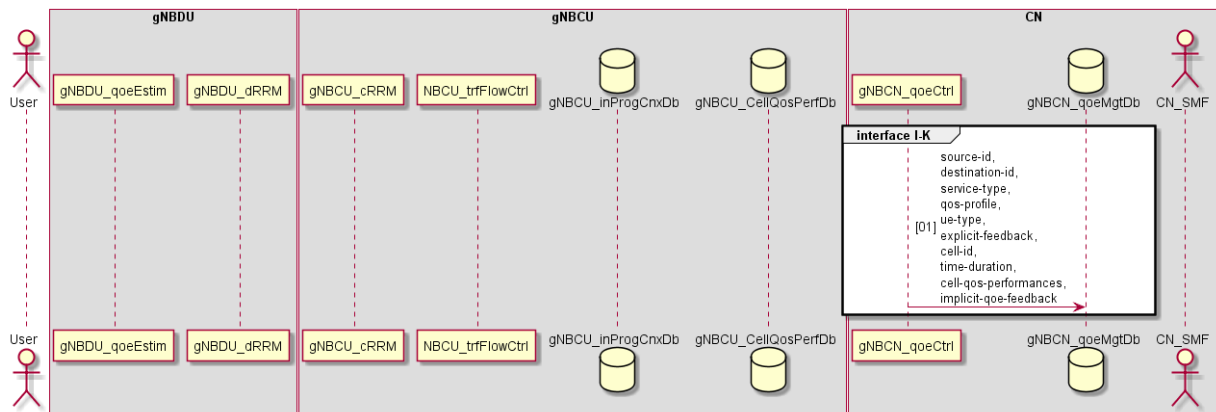 gNBDU
gNBCU
CN
User
gNBDU_qoeEstim
gNBDU_dRRM
gNBCU_cRRM
NBCU_trfFlowCtrl
gNBCU_inProgCnxDb
gNBCU_CellQosPerfDb
gNBCN_qoeCtrl
gNBCN_qoeMgtDb
CN_SMF
interface I-K
[01]
source-id,
destination-id,
service-type,
qos-profile,
ue-type,
explicit-feedback,
cell-id,
time-duration,
cell-qos-performances,
implicit-qoe-feedback
User
gNBDU_qoeEstim
gNBDU_dRRM
gNBCU_cRRM
NBCU_trfFlowCtrl
gNBCU_inProgCnxDb
gNBCU_CellQosPerfDb
gNBCN_qoeCtrl
gNBCN_qoeMgtDb
CN_SMF